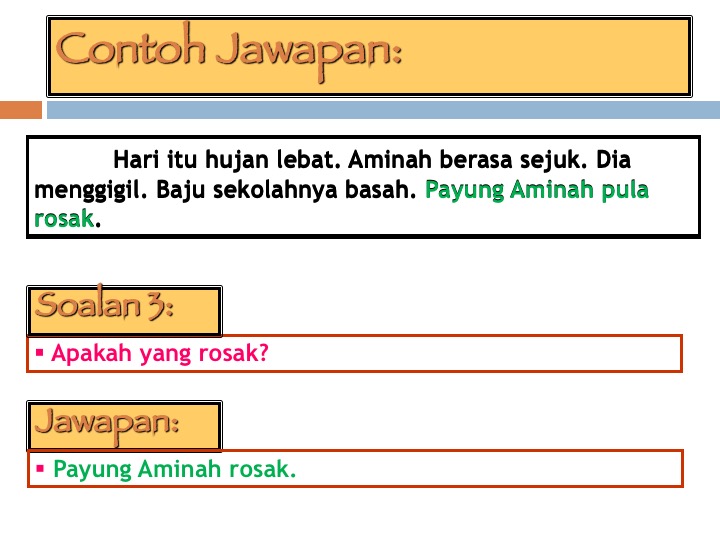 Contoh Jawapan:
Hari itu hujan lebat. Aminah berasa sejuk. Dia
menggigil. Baju sekolahnya basah. Payung Aminah pula
rosak.
Soalan 3:
▪ Apakah yang rosak?
Jawapan:
▪ Payung Aminah rosak.